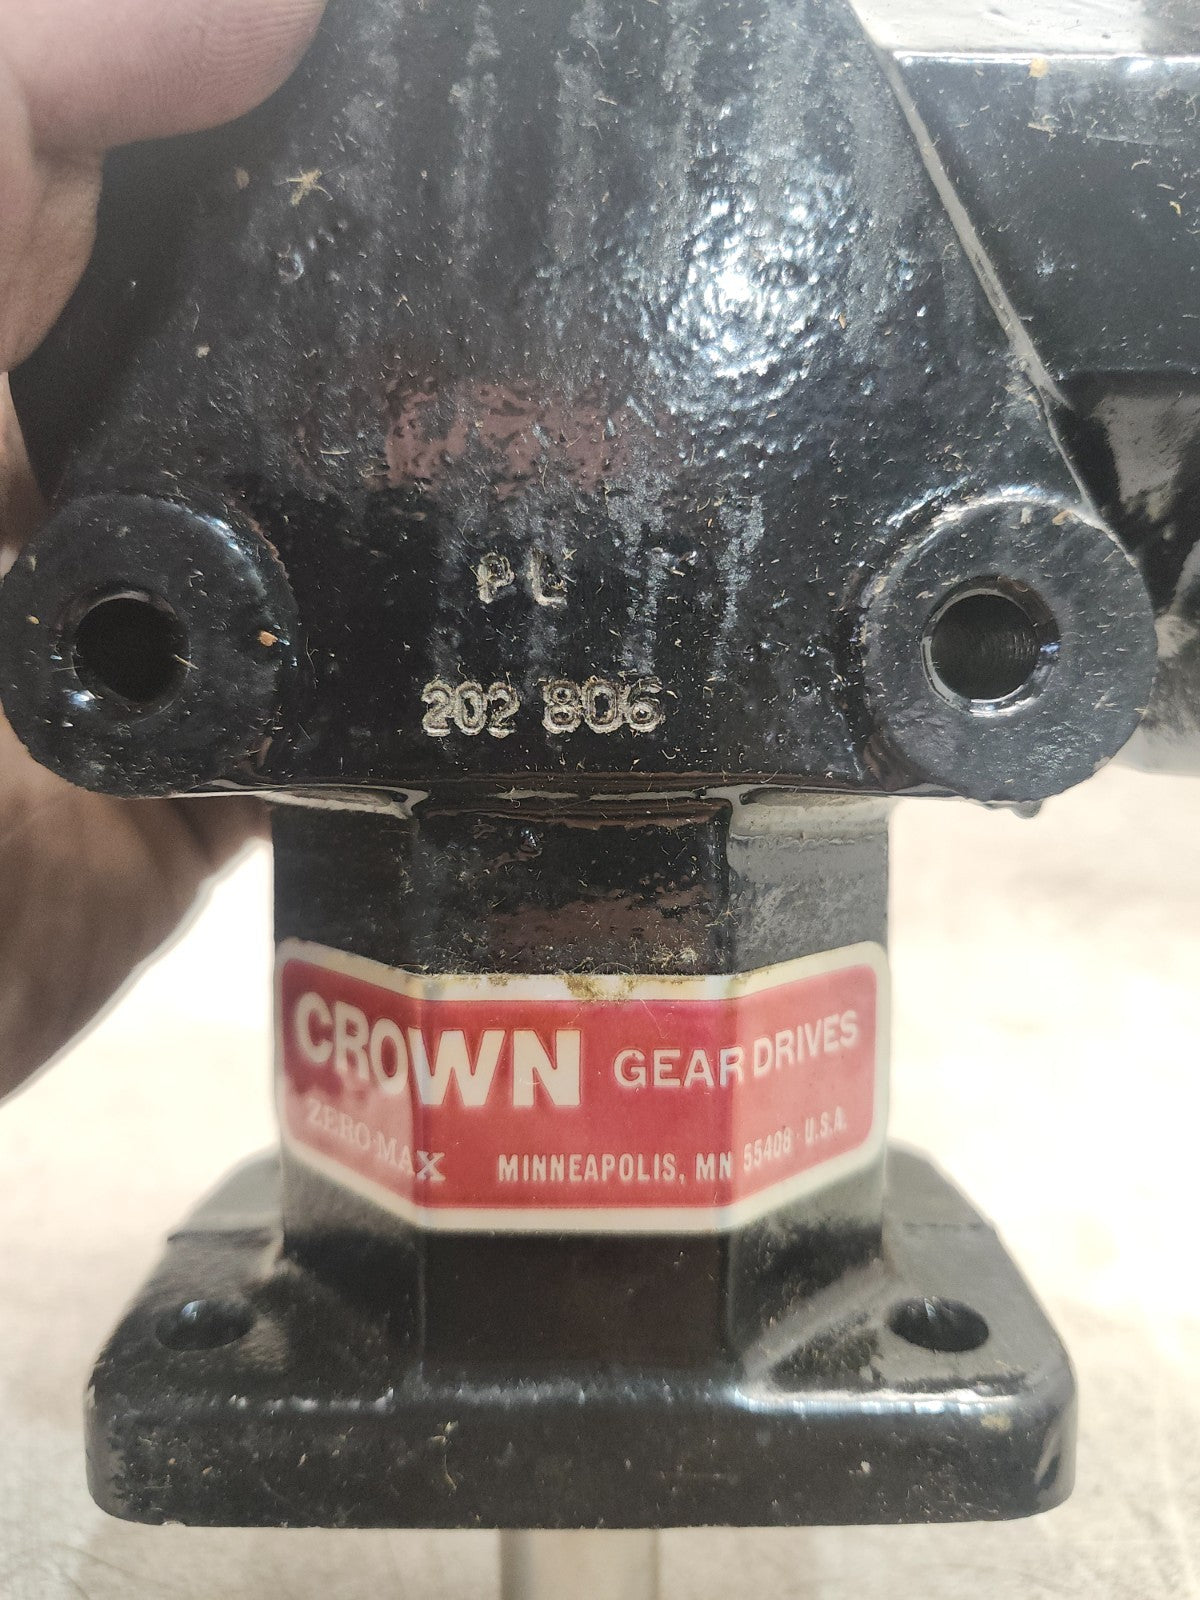 PL
202 806
CROWN GEAR DRIVES
ZERO-MAX MINNEAPOLIS, MN 55408 · U.S.A.